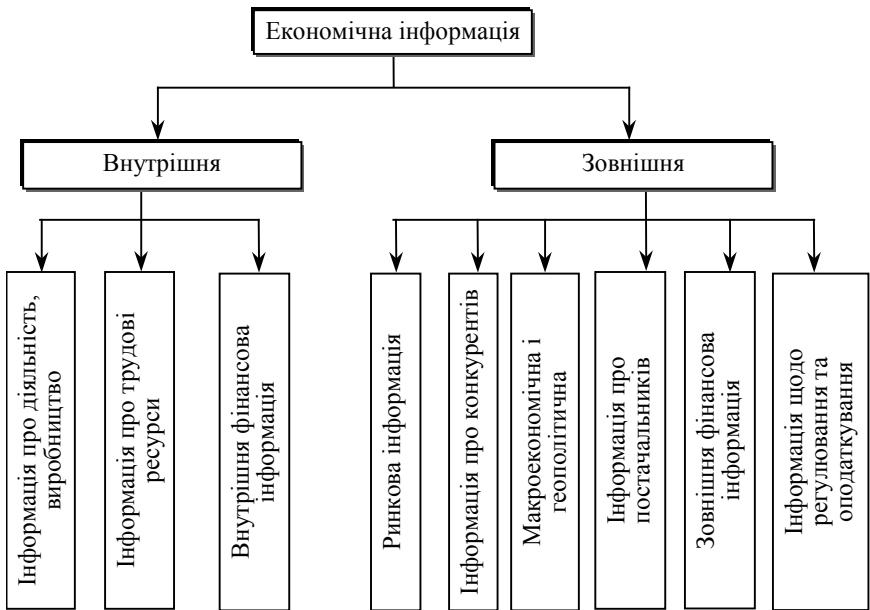 Економічна інформація
Внутрішня
Зовнішня
Інформація про діяльність,
виробництво
Інформація про трудові
ресурси
Внутрішня фінансова
інформація
Ринкова інформація
Інформація про конкурентів
Макроекономічна і
геополітична
Інформація про
постачальників
Зовнішня фінансова
інформація
Інформація щодо
регулювання та
оподаткування